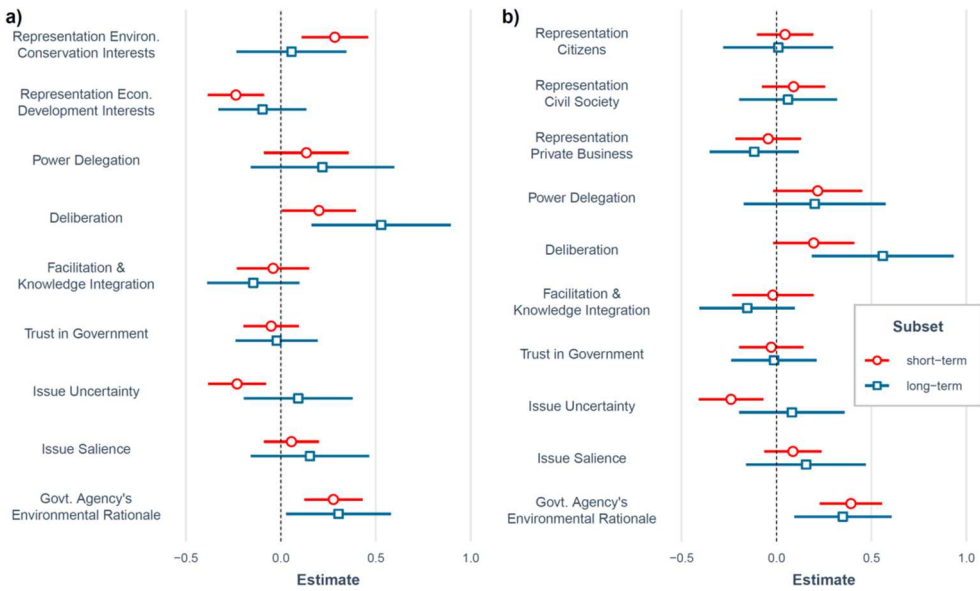 a)
Representation Environ.
Conservation Interests
Representation Econ.
Development Interests
Power Delegation
Deliberation
Facilitation &
Knowledge Integration
Trust in Government
Issue Uncertainty
Issue Salience
Govt. Agency's
Environmental Rationale
−0.5 0.0 0.5 1.0
Estimate
b)
Representation
Citizens
Representation
Civil Society
Representation
Private Business
Power Delegation
Deliberation
Facilitation &
Knowledge Integration
Trust in Government
Issue Uncertainty
Issue Salience
Govt. Agency's
Environmental Rationale
−0.5 0.0 0.5 1.0
Estimate
Subset
short−term
long−term